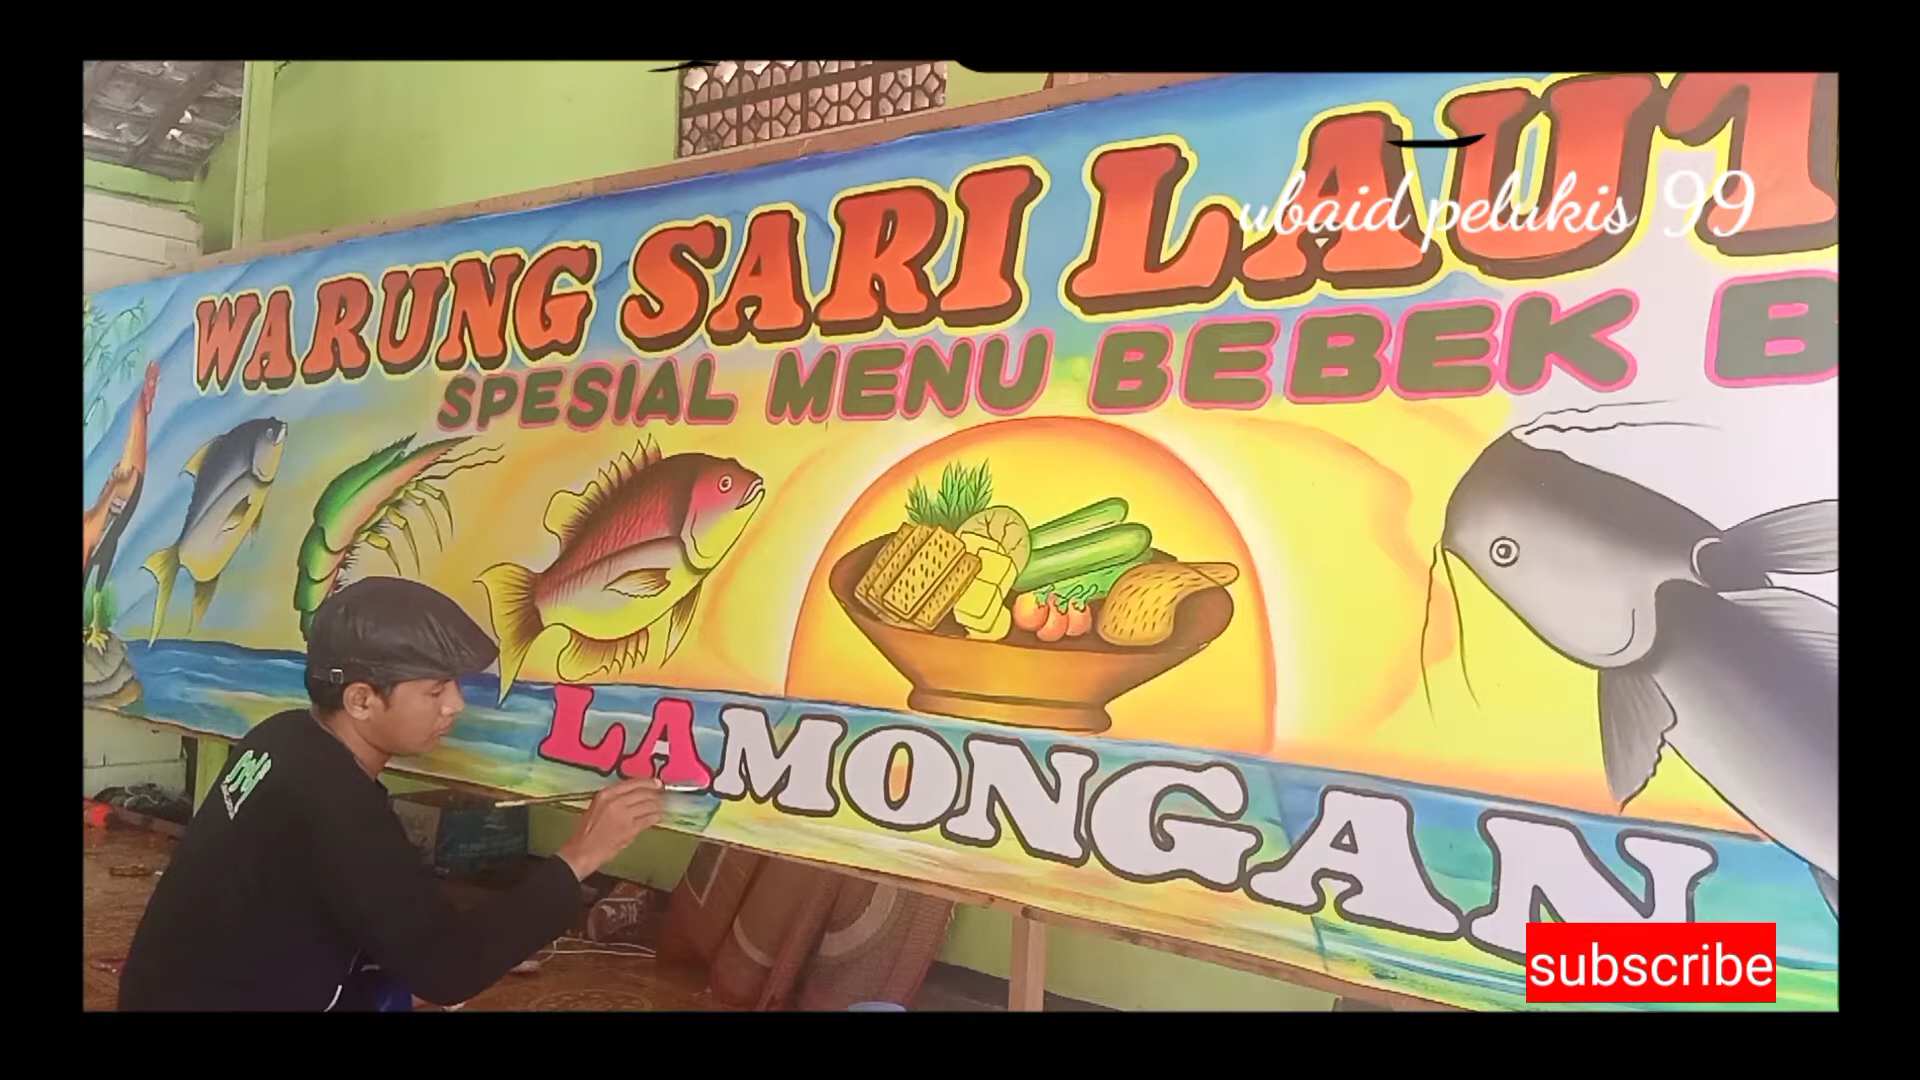 WARUNG SARI LAUT
ubaid pelukis 99
SPESIAL MENU BEBEK B
LAMONGAN
subscribe